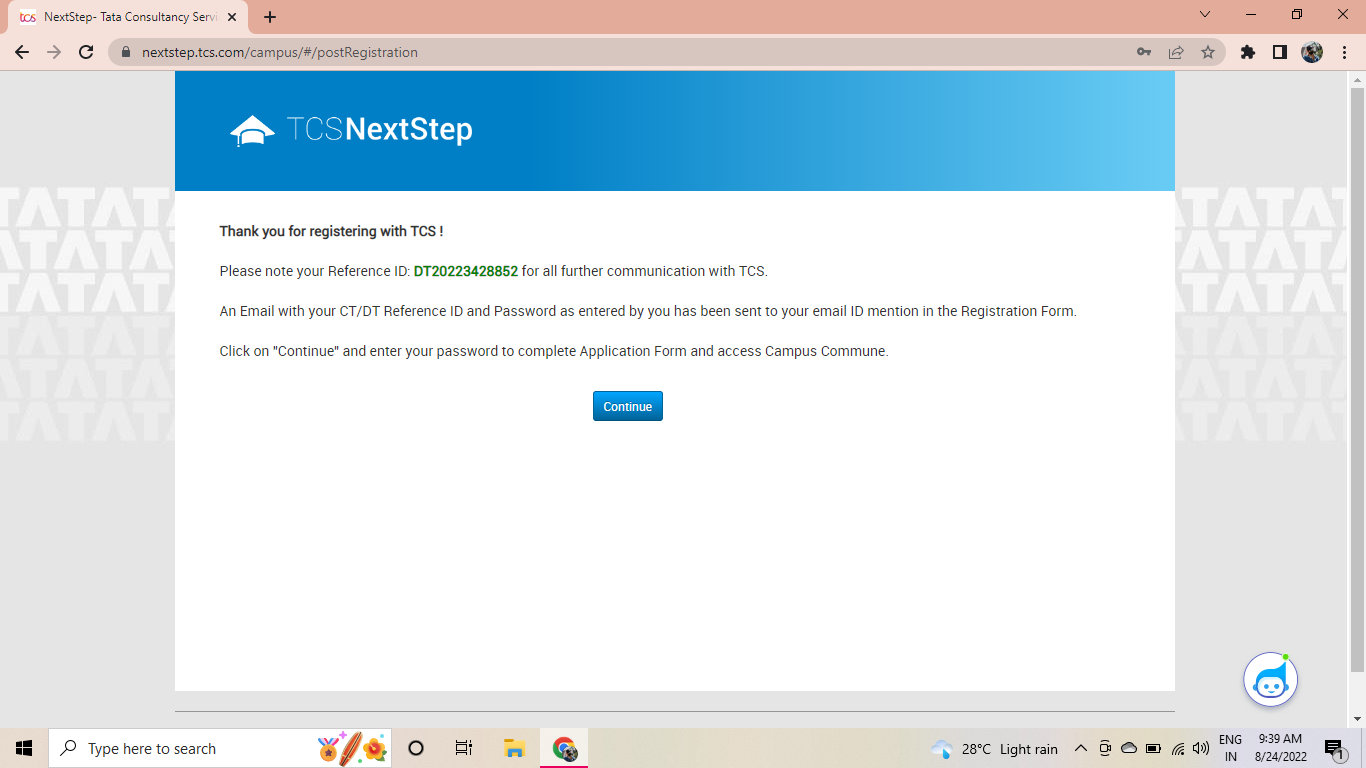 tcs NextStep- Tata Consultancy Servi
nextstep.tcs.com/campus/#/postRegistration
TCSNextStep
Thank you for registering with TCS !
Please note your Reference ID: DT20223428852 for all further communication with TCS.
An Email with your CT/DT Reference ID and Password as entered by you has been sent to your email ID mention in the Registration Form.
Click on "Continue" and enter your password to complete Application Form and access Campus Commune.
Continue
Type here to search
28°C Light rain
ENG
IN
9:39 AM
8/24/2022
1